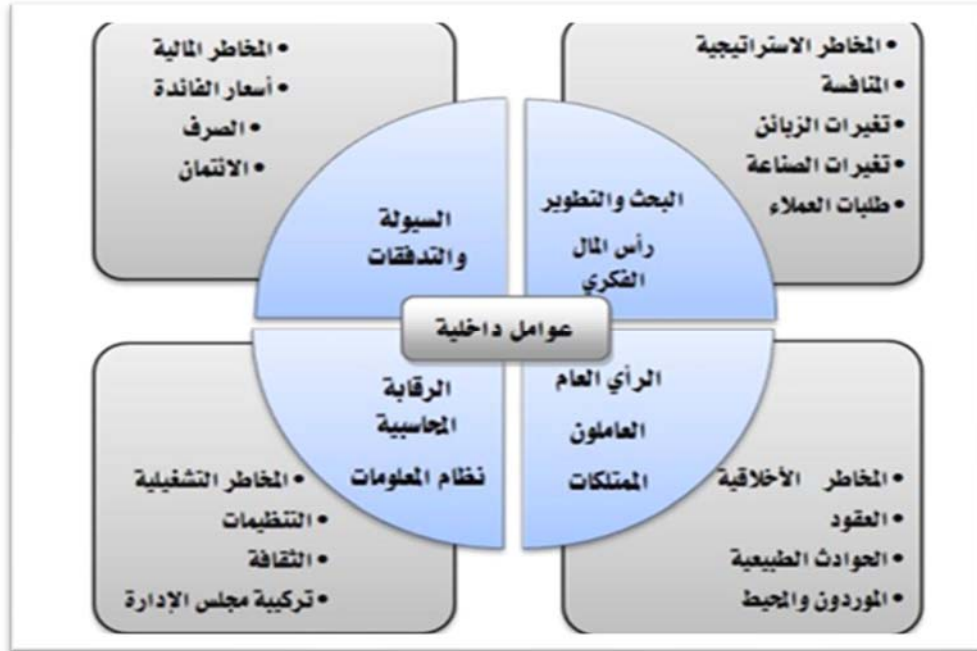 • المخاطر الاستراتيجية
• المنافسة
• تغيرات الزبائن
• تغيرات الصناعة
• طلبات العملاء
• المخاطر المالية
• أسعار الفائدة
• الصرف
• الائتمان
البحث والتطوير
رأس المال
الفكري
السيولة
والتدفقات
عوامل داخلية
الرأي العام
العاملون
الممتلكات
الرقابة
المحاسبية
نظام المعلومات
• المخاطر الأخلاقية
• العقود
• الحوادث الطبيعية
• الموردون والمحيط
• المخاطر التشغيلية
• التنظيمات
• الثقافة
• تركيبة مجلس الإدارة